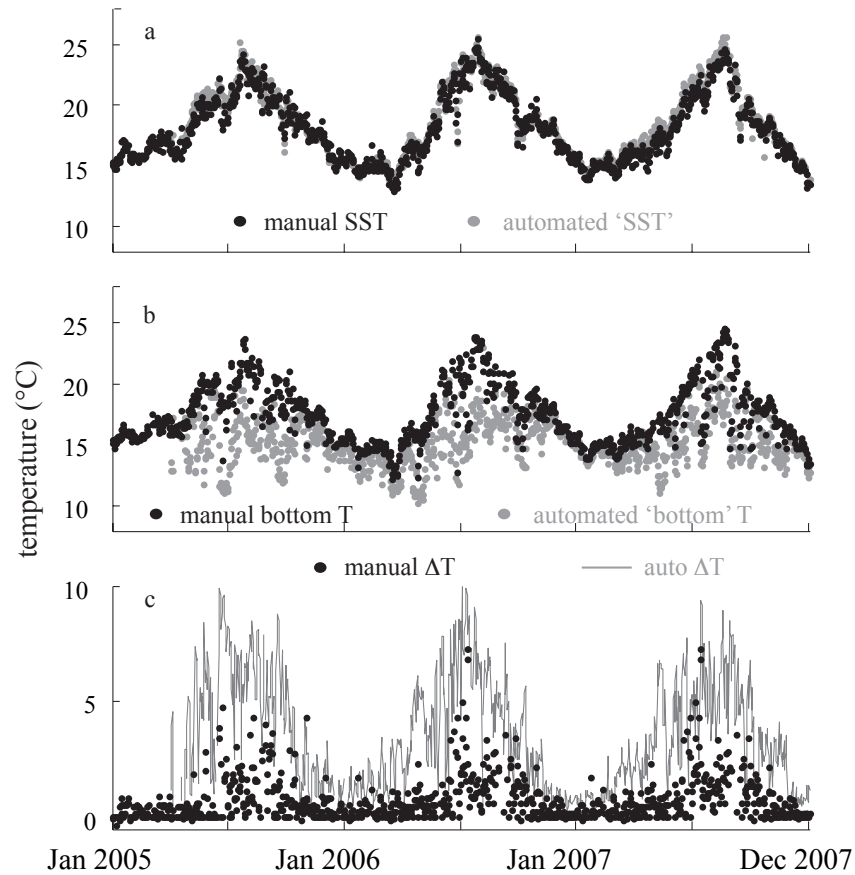 a
25
20
15
10
manual SST automated ‘SST’
b
25
20
15
10
manual bottom T automated ‘bottom’ T
temperature (°C)
manual ΔT auto ΔT
c
10
5
0
Jan 2005 Jan 2006 Jan 2007 Dec 2007